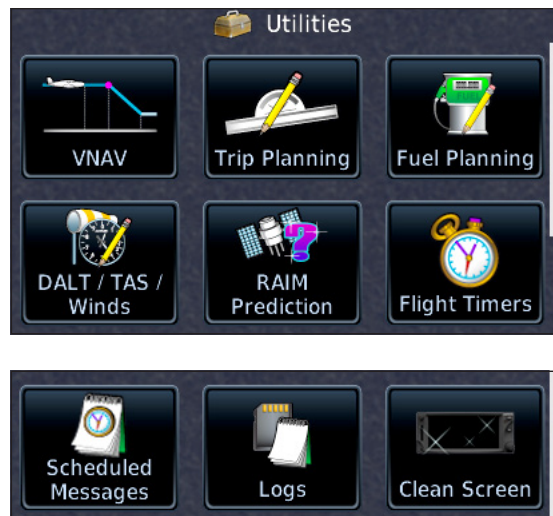 Utilities
VNAV
Trip Planning
Fuel Planning
DALT / TAS /
Winds
RAIM
Prediction
Flight Timers
Scheduled
Messages
Logs
Clean Screen